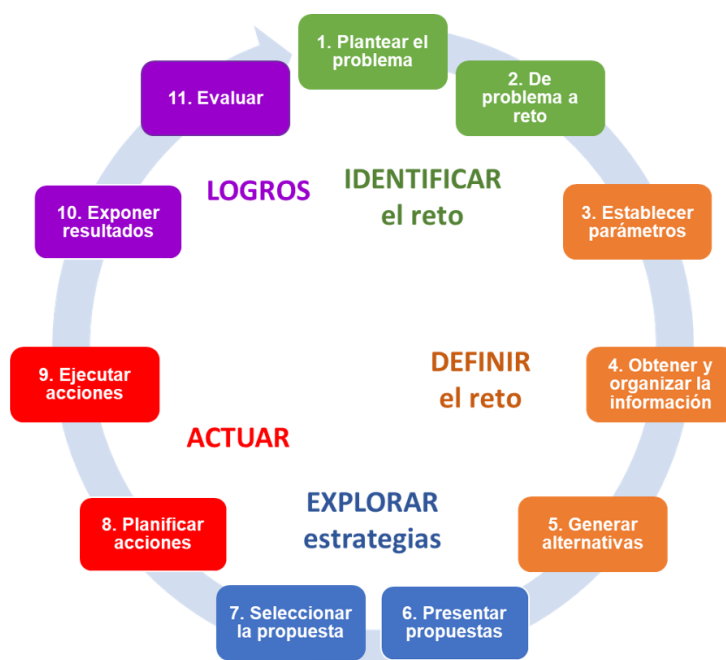 1. Plantear el
problema
2. De
problema a
reto
3. Establecer
parámetros
4. Obtener y
organizar la
información
5. Generar
alternativas
6. Presentar
propuestas
7. Seleccionar
la propuesta
8. Planificar
acciones
9. Ejecutar
acciones
10. Exponer
resultados
11. Evaluar
IDENTIFICAR
el reto
DEFINIR
el reto
EXPLORAR
estrategias
ACTUAR
LOGROS